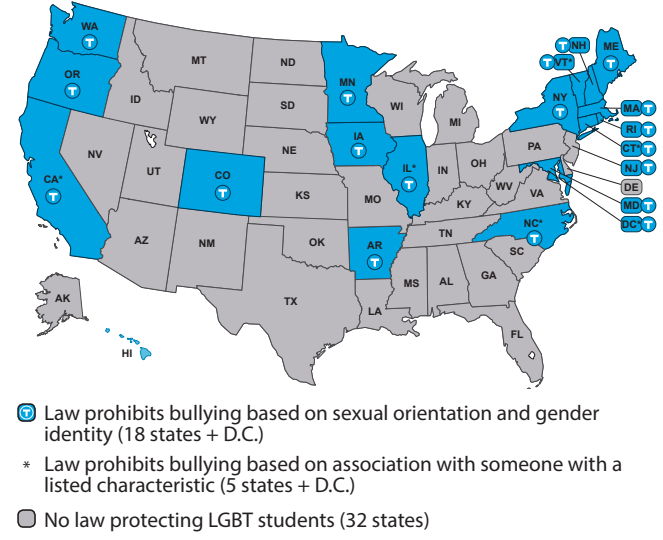 WA
T
OR
T
CA*
T
NV
ID
MT
WY
UT
CO
T
AZ
NM
ND
SD
NE
KS
OK
TX
MN
T
IA
T
MO
AR
T
LA
WI
IL*
T
MI
IN
OH
KY
TN
MS
AL
GA
FL
SC
NC*
T
VA
WV
PA
NY
T
T VT*
T NH
ME
T
MA T
RI T
CT* T
NJ T
DE
MD T
DC* T
AK
HI
T Law prohibits bullying based on sexual orientation and gender
identity (18 states + D.C.)
* Law prohibits bullying based on association with someone with a
listed characteristic (5 states + D.C.)
No law protecting LGBT students (32 states)